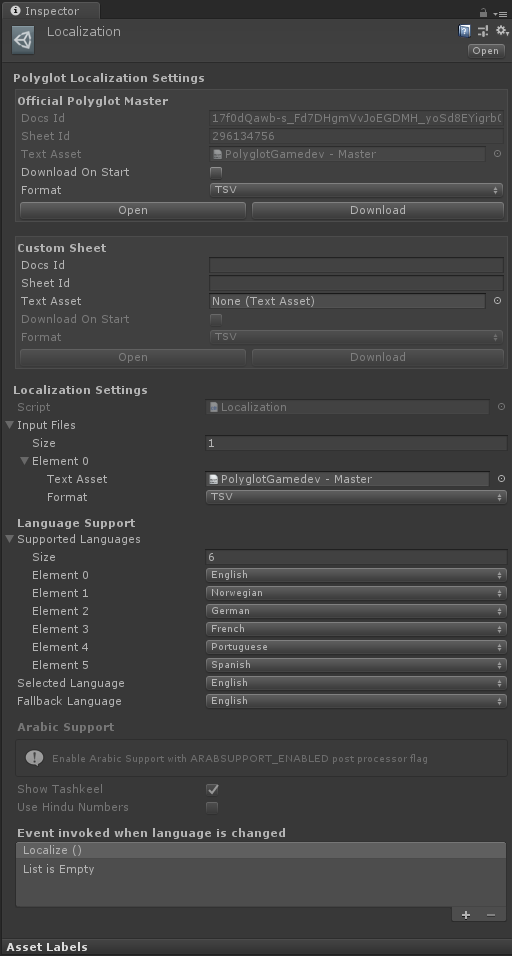 Inspector
Localization
Open
Polyglot Localization Settings
Official Polyglot Master
Docs Id
Sheet Id 296134756
Text Asset PolyglotGamedev - Master
Download On Start
Format TSV
Open Download
Custom Sheet
Docs Id
Sheet Id
Text Asset None (Text Asset)
Download On Start
Format TSV
Open Download
Localization Settings
Script Localization
Input Files
Size 1
Element 0
Text Asset PolyglotGamedev - Master
Format TSV
Language Support
Supported Languages
Size 6
Element 0 English
Element 1 Norwegian
Element 2 German
Element 3 French
Element 4 Portuguese
Element 5 Spanish
Selected Language English
Fallback Language English
Arabic Support
Enable Arabic Support with ARABSUPPORT_ENABLED post processor flag
Show Tashkeel
Use Hindu Numbers
Event invoked when language is changed
Localize ()
List is Empty
Asset Labels